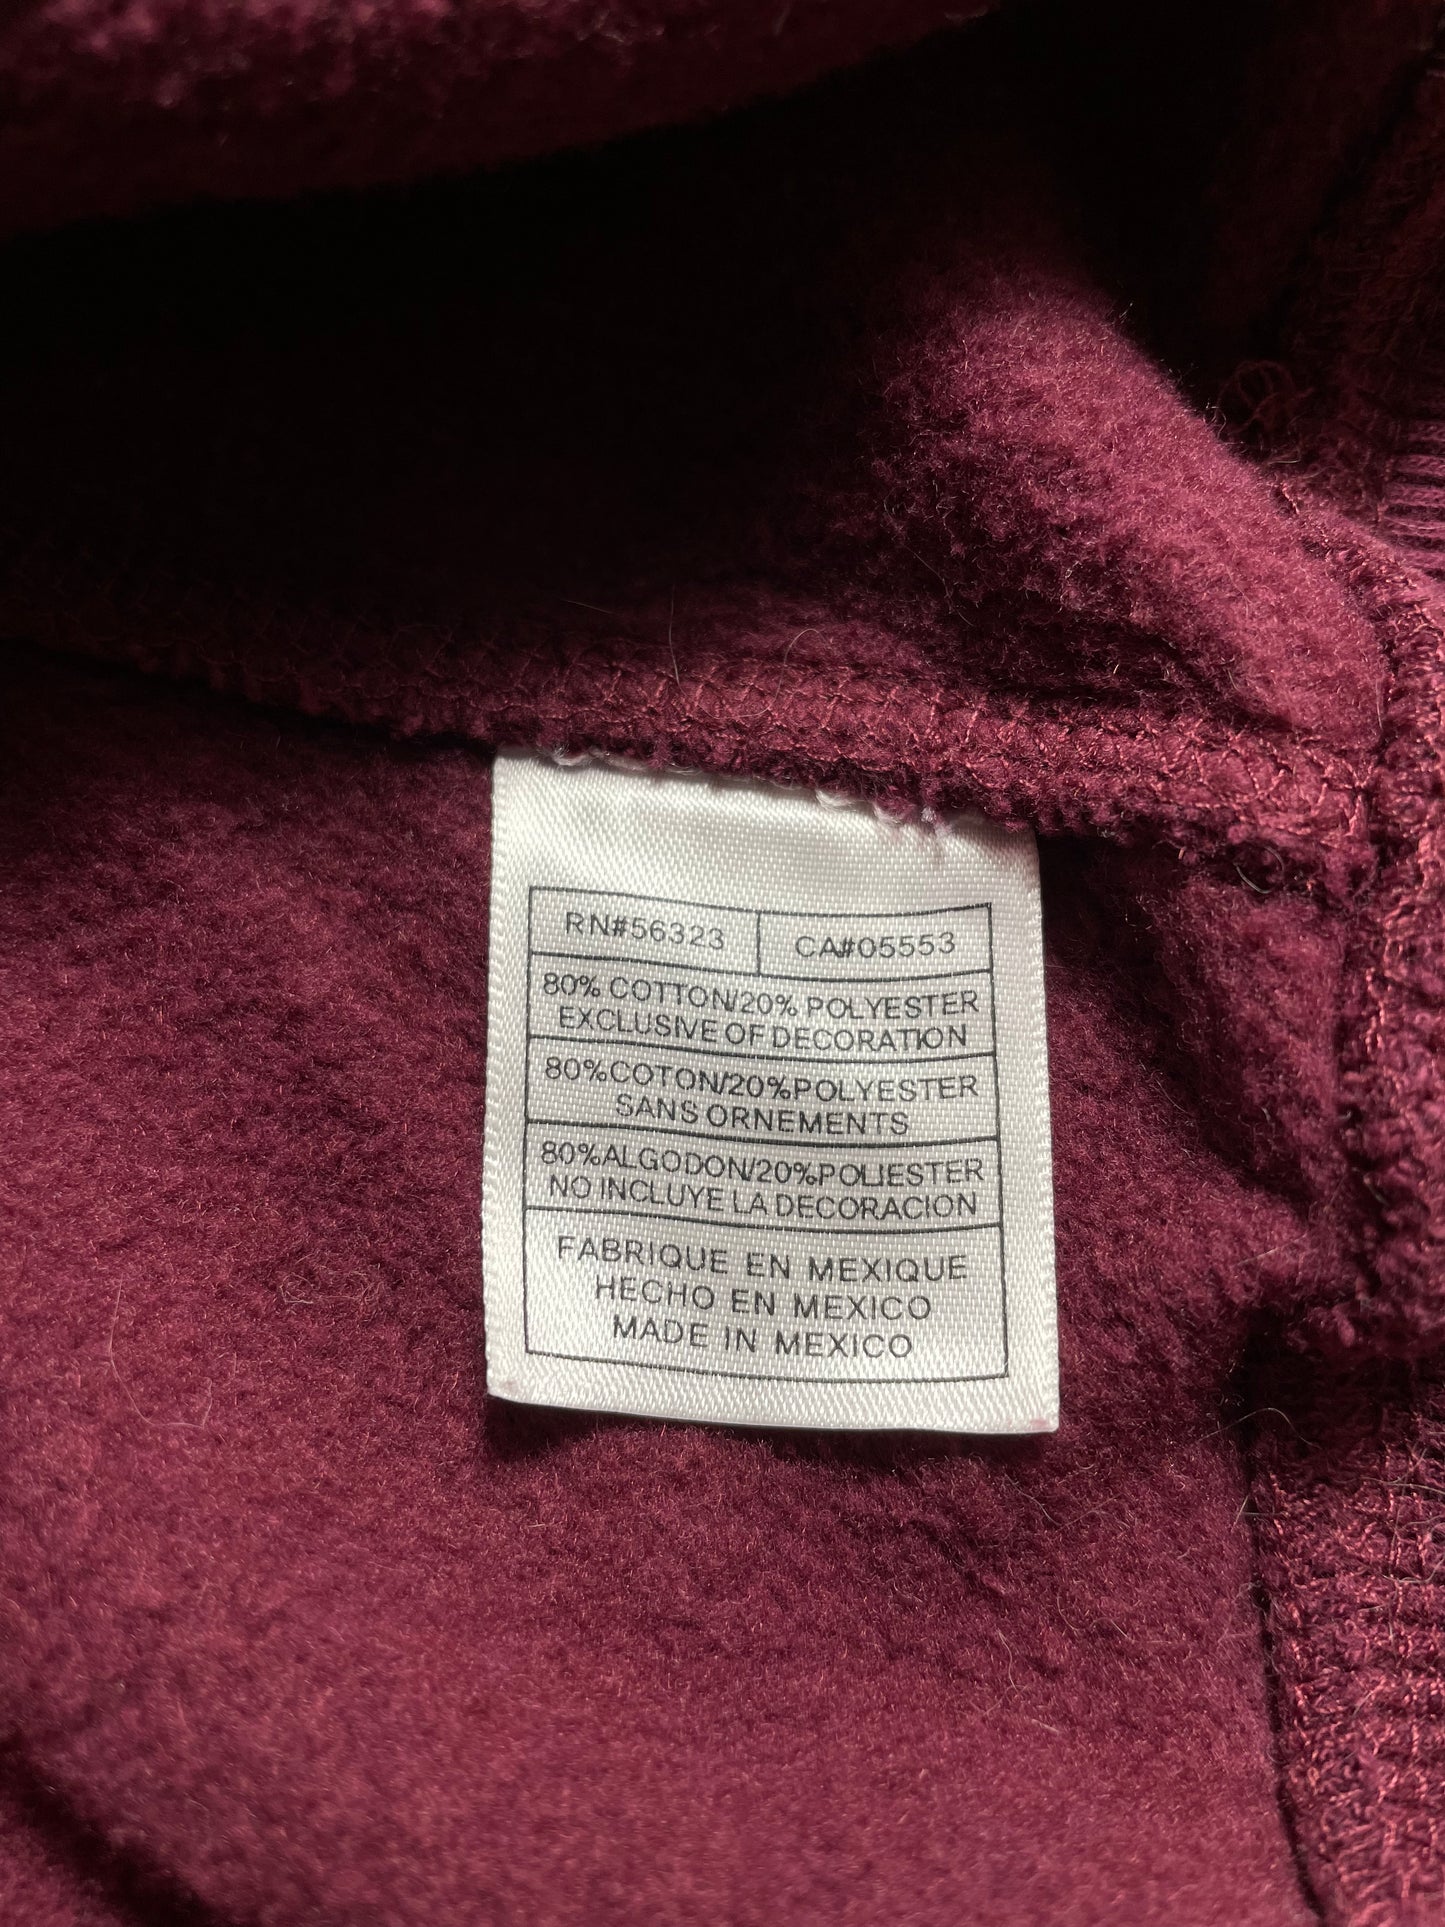 RN#56323 CA#05553
80% COTTON/20% POLYESTER
EXCLUSIVE OF DECORATION
80%COTON/20%POLYESTER
SANS ORNEMENTS
80%ALGODON/20%POLIESTER
NO INCLUYE LA DECORACION
FABRIQUE EN MEXIQUE
HECHO EN MEXICO
MADE IN MEXICO